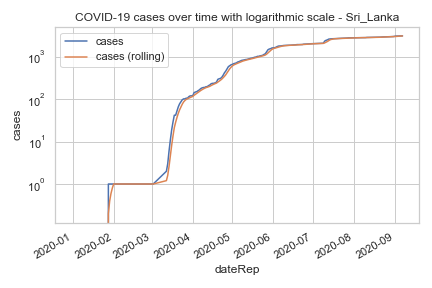 COVID-19 cases over time with logarithmic scale - Sri_Lanka
cases
cases (rolling)
10³
10²
10¹
10⁰
cases
2020-01
2020-02
2020-03
2020-04
2020-05
2020-06
2020-07
2020-08
2020-09
dateRep